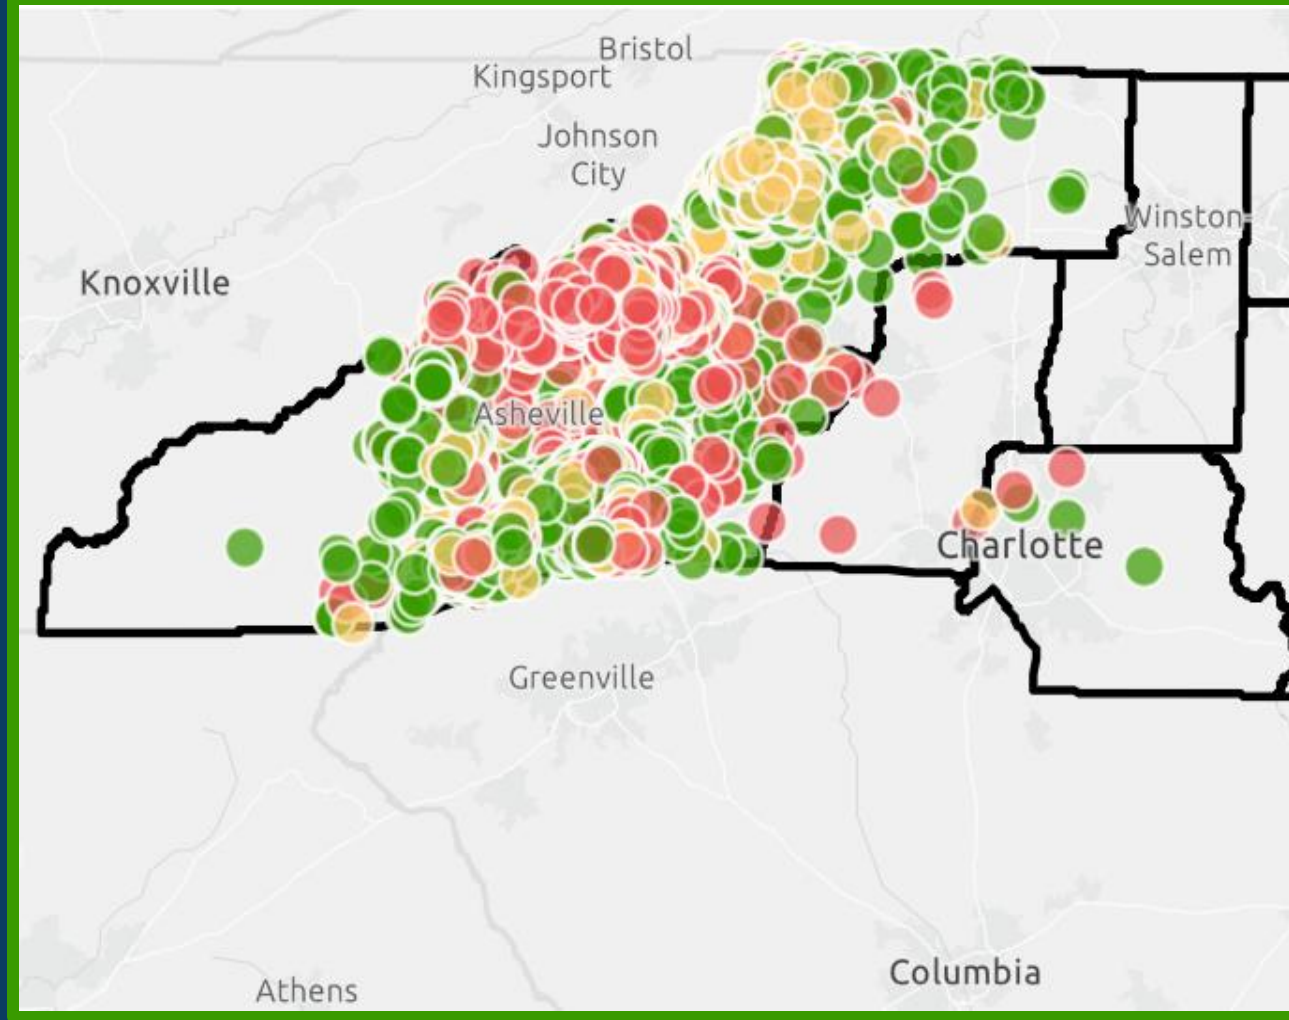 Bristol
Kingsport
Johnson
City
Winston-
Salem
Knoxville
Asheville
Charlotte
Greenville
Columbia
Athens